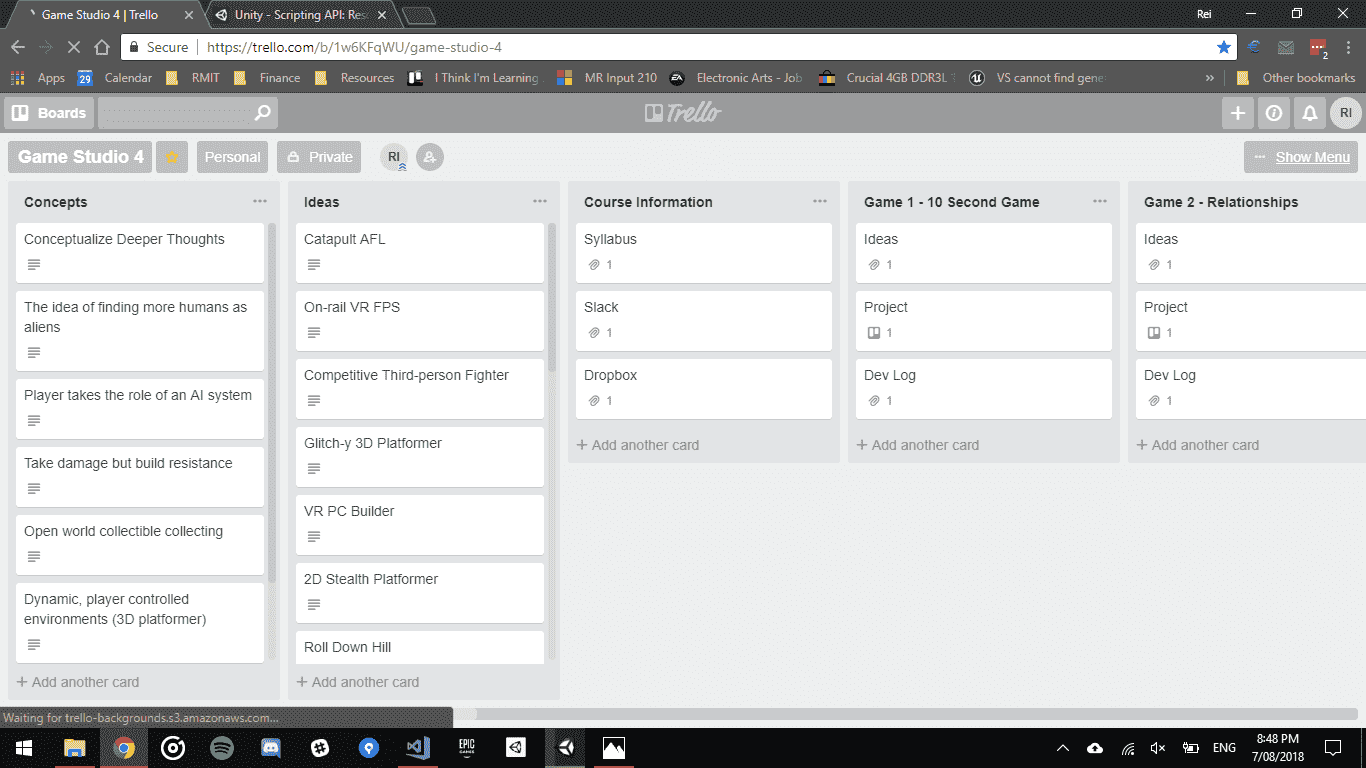 Game Studio 4 | Trello
Unity - Scripting API: Res
Rei
Secure
https://trello.com/b/1w6KFqWU/game-studio-4
2
Apps
29
Calendar
RMIT
Finance
Resources
I Think I'm Learning
MR Input 210
EA
Electronic Arts - Job
Crucial 4GB DDR3L
VS cannot find gene
»
Other bookmarks
Boards
Trello
RI
Game Studio 4
Personal
Private
RI
Show Menu
Concepts
Conceptualize Deeper Thoughts
The idea of finding more humans as
aliens
Player takes the role of an AI system
Take damage but build resistance
Open world collectible collecting
Dynamic, player controlled
environments (3D platformer)
+ Add another card
Ideas
Catapult AFL
On-rail VR FPS
Competitive Third-person Fighter
Glitch-y 3D Platformer
VR PC Builder
2D Stealth Platformer
Roll Down Hill
+ Add another card
Course Information
Syllabus
1
Slack
1
Dropbox
1
+ Add another card
Game 1 - 10 Second Game
Ideas
1
Project
1
Dev Log
1
+ Add another card
Game 2 - Relationships
Ideas
1
Project
1
Dev Log
1
+ Add another card
Waiting for trello-backgrounds.s3.amazonaws.com...
EPIC
GAMES
ENG
8:48 PM
7/08/2018